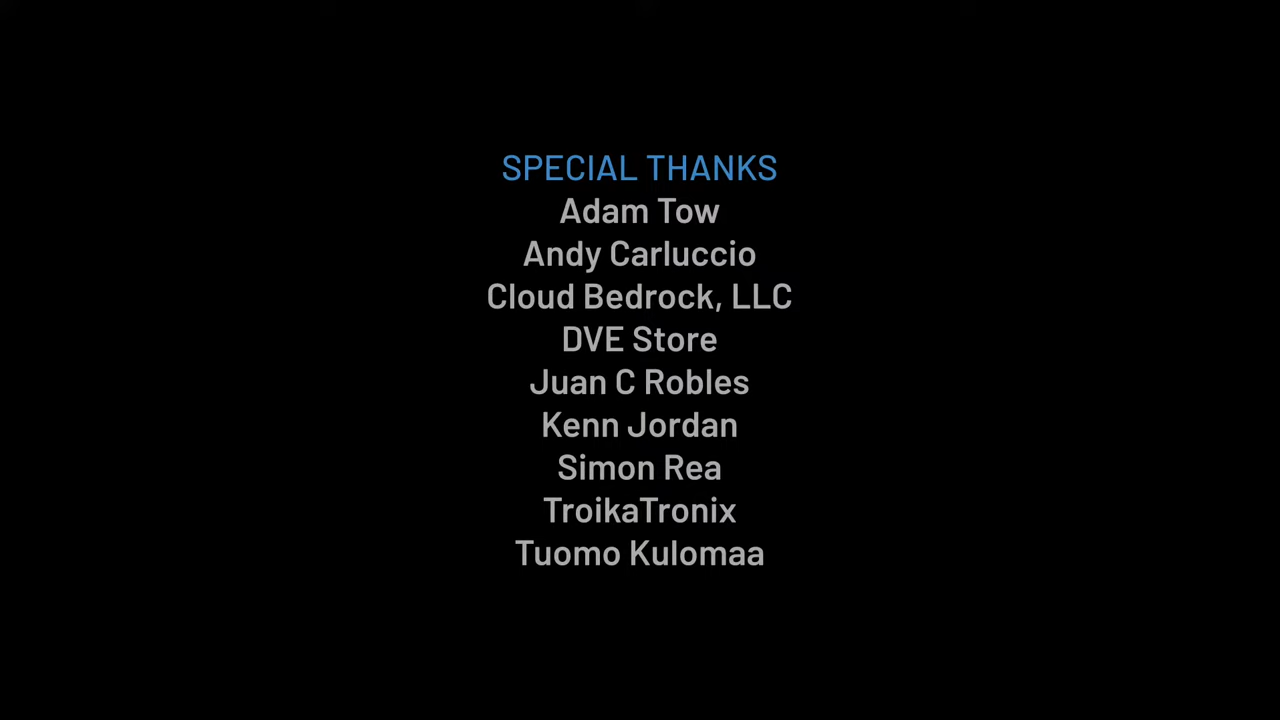 SPECIAL THANKS
Adam Tow
Andy Carluccio
Cloud Bedrock, LLC
DVE Store
Juan C Robles
Kenn Jordan
Simon Rea
TroikaTronix
Tuomo Kulomaa